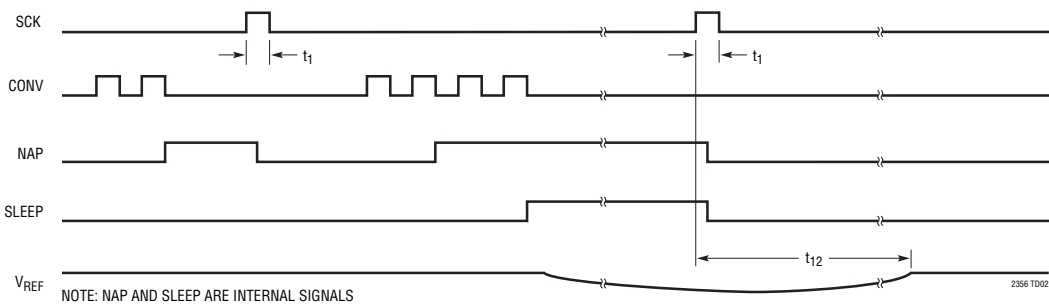 SCK
t1
t1
CONV
NAP
SLEEP
t12
VREF
2356 TD02
NOTE: NAP AND SLEEP ARE INTERNAL SIGNALS